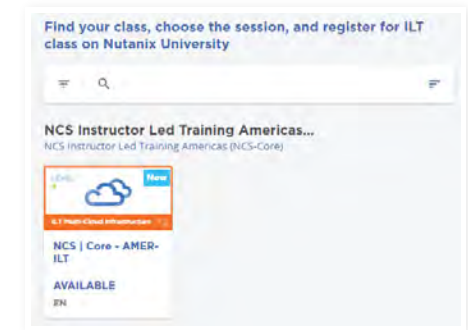 Find your class, choose the session, and register for ILT
class on Nutanix University
NCS Instructor Led Training Americas...
NCS Instructor Led Training Americas (NCS-Core)
LEVEL
New
ILT Multi-Cloud Infrastructure
NCS | Core - AMER-
ILT
AVAILABLE
EN